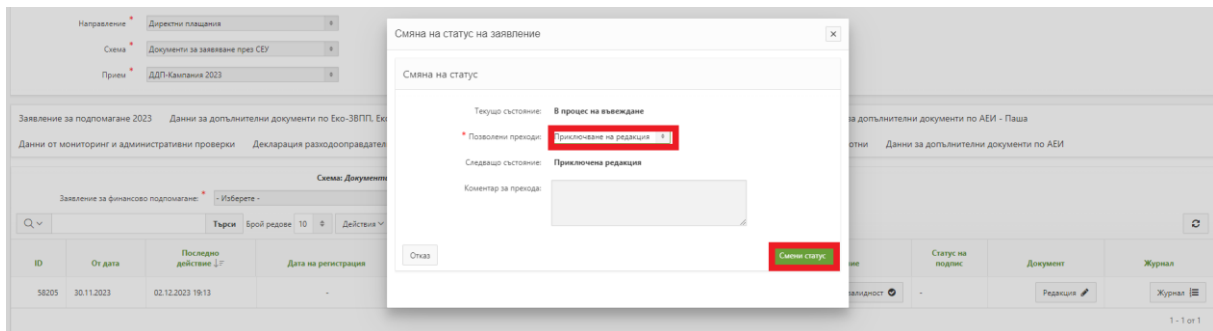 Направление * Директни плащания
Схема * Документи за заявяване през СЕУ
Прием * ДДП-Кампания 2023
Смяна на статус на заявление
Смяна на статус
Текущо състояние: В процес на въвеждане
* Позволени преходи: Приключване на редакция
Следващо състояние: Приключена редакция
Коментар за прехода:
Отказ Смени статус
Заявление за подпомагане 2023 Данни за допълнителни документи по Еко-ЗВПП, Еко за допълнителни документи по АЕИ - Паша
Данни от мониторинг и административни проверки Декларация разходооправдател отни Данни за допълнителни документи по АЕИ
Схема: Документи
Заявление за финансово подпомагане: * - Изберете -
Търси Брой редове 10 Действия
ID От дата Последно действие Дата на регистрация ие Статус на подпис Документ Журнал
58205 30.11.2023 02.12.2023 19:13 - валидност - Редакция Журнал
1 - 1 от 1